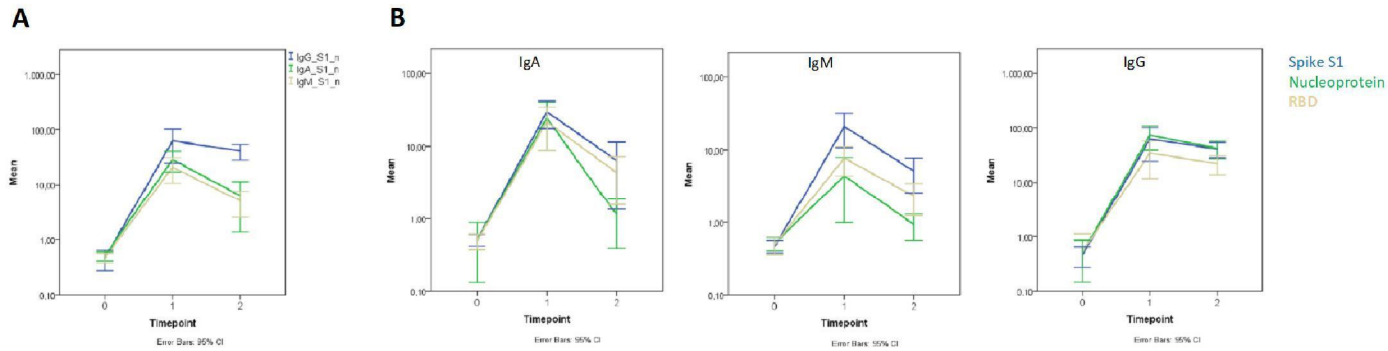 A
B
IgG_S1_n
IgA_S1_n
IgM_S1_n
1.000,00
100,00
10,00
1,00
0,10
Mean
0
1
2
Timepoint
Error Bars: 95% CI
IgA
100,00
10,00
1,00
0,10
Mean
0
1
2
Timepoint
Error Bars: 95% CI
IgM
100,00
10,00
1,00
0,10
Mean
0
1
2
Timepoint
Error Bars: 95% CI
IgG
1.000,00
100,00
10,00
1,00
0,10
Mean
0
1
2
Timepoint
Error Bars: 95% CI
Spike S1
Nucleoprotein
RBD